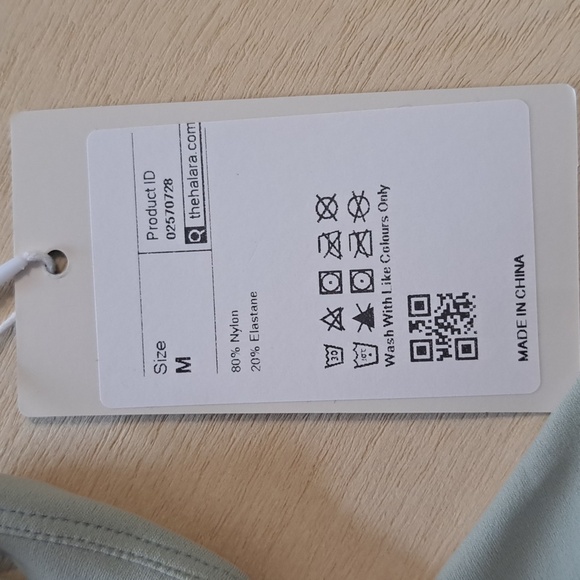 Size
M
Product ID
02570728
thehalara.com
80% Nylon
20% Elastane
Wash With Like Colours Only
MADE IN CHINA